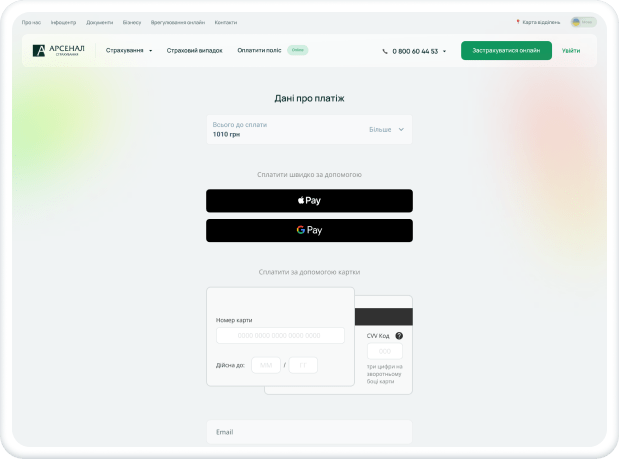 Про нас Інфоцентр Документи Бізнесу Врегулювання онлайн Контакти Карта відділень
АРСЕНАЛ
СТРАХУВАННЯ
Страхування Страховий випадок Оплатити поліс Online 0 800 60 44 53 Застрахуватися онлайн Увійти
Дані про платіж
Всього до сплати
1010 грн
Більше
Сплатити швидко за допомогою
Pay
G Pay
Сплатити за допомогою картки
Номер карти
0000 0000 0000 0000 0000
Дійсна до: ММ /
CVV Код ?
000
три цифри на
зворотньому
боці карти
Email